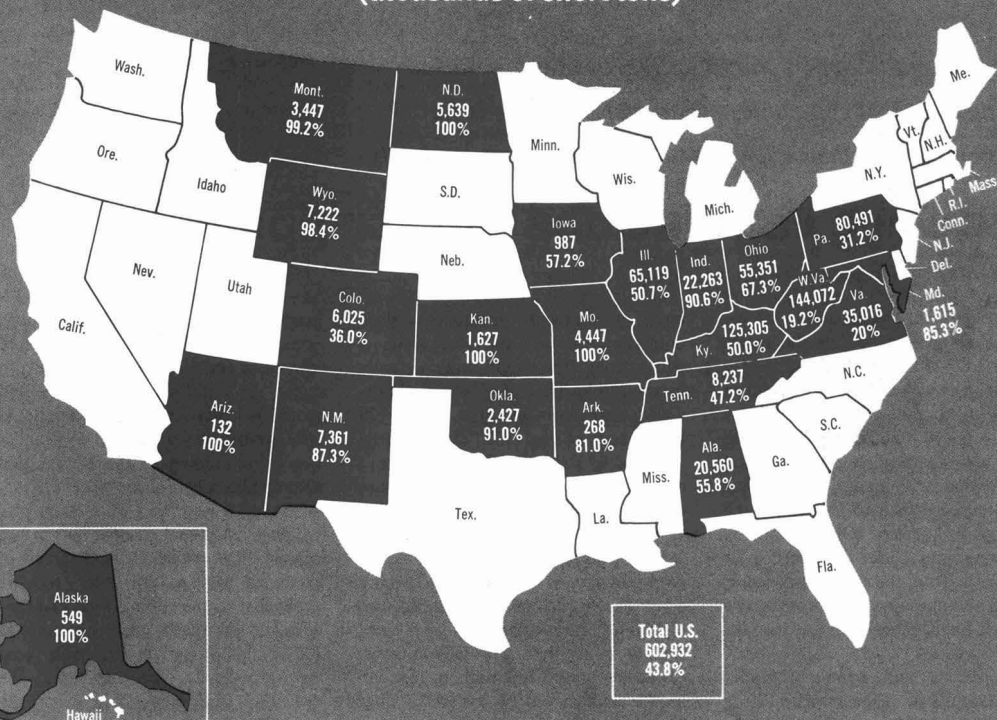 (thousands of short tons)
Wash.
Mont.
3,447
99.2%
N.D.
5,639
100%
Minn.
Me.
Vt.
N.H.
Ore.
Idaho
Wyo.
7,222
98.4%
S.D.
Wis.
Mich.
N.Y.
Mass.
R.I.
Conn.
N.J.
Del.
Md.
1,615
85.3%
Nev.
Utah
Colo.
6,025
36.0%
Neb.
Iowa
987
57.2%
Ill.
65,119
50.7%
Ind.
22,263
90.6%
Ohio
55,351
67.3%
Pa.
80,491
31.2%
W.Va.
144,072
19.2%
Va.
35,016
20%
Calif.
Kan.
1,627
100%
Mo.
4,447
100%
125,305
Ky. 50.0%
8,237
Tenn. 47.2%
N.C.
S.C.
Ariz.
132
100%
N.M.
7,361
87.3%
Okla.
2,427
91.0%
Ark.
268
81.0%
Tex.
La.
Miss.
Ala.
20,560
55.8%
Ga.
Fla.
Alaska
549
100%
Hawaii
Total U.S.
602,932
43.8%